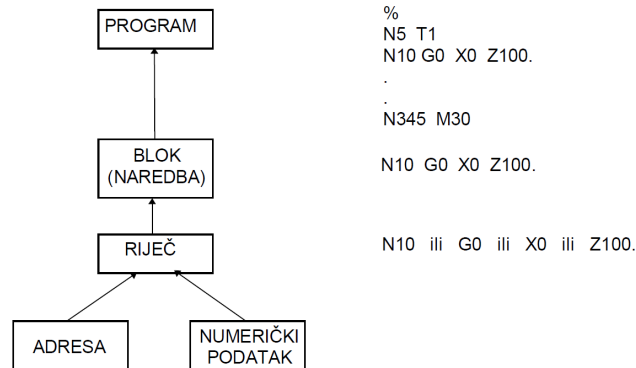 PROGRAM
%
N5 T1
N10 G0 X0 Z100.
.
.
N345 M30
BLOK
(NAREDBA)
N10 G0 X0 Z100.
RIJEČ
N10 ili G0 ili X0 ili Z100.
ADRESA
NUMERIČKI
PODATAK